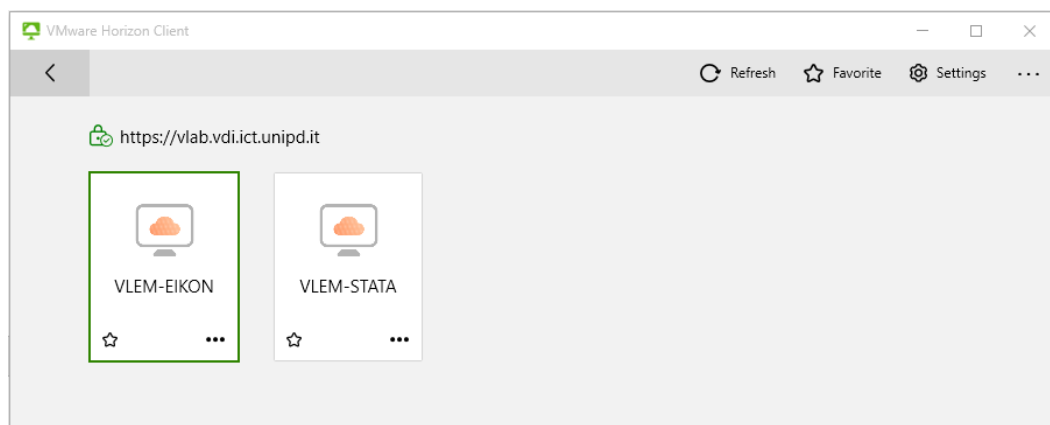 VMware Horizon Client
Refresh Favorite Settings
https://vlab.vdi.ict.unipd.it
VLEM-EIKON VLEM-STATA